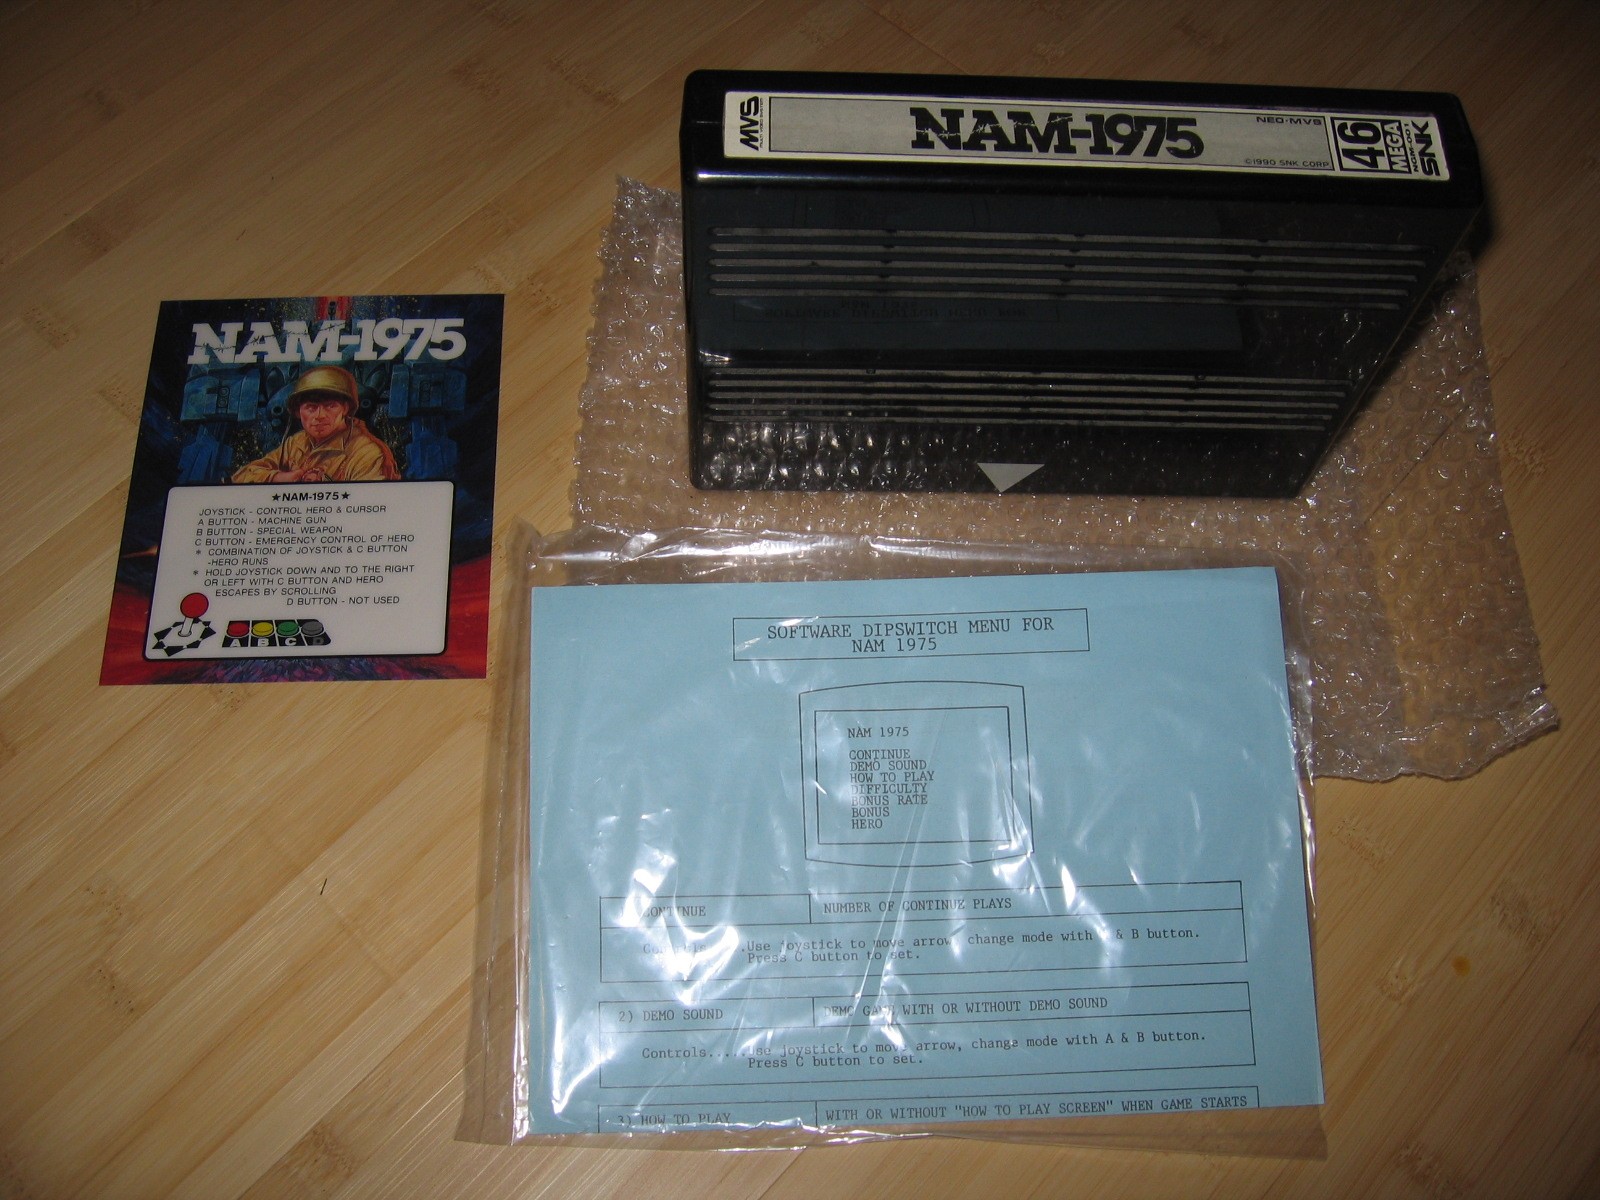 MVS
MULTI VIDEO SYSTEM
NAM-1975
NEO·MVS
©1990 SNK CORP
46
MEGA
NGM-001
SNK
NAM-1975
★NAM-1975★
JOYSTICK - CONTROL HERO & CURSOR
A BUTTON - MACHINE GUN
B BUTTON - SPECIAL WEAPON
C BUTTON - EMERGENCY CONTROL OF HERO
* COMBINATION OF JOYSTICK & C BUTTON
-HERO RUNS
* HOLD JOYSTICK DOWN AND TO THE RIGHT
OR LEFT WITH C BUTTON AND HERO
ESCAPES BY SCROLLING
D BUTTON - NOT USED
A B C D
SOFTWARE DIPSWITCH MENU FOR
NAM 1975
NAM 1975
CONTINUE
DEMO SOUND
HOW TO PLAY
DIFFICULTY
BONUS RATE
BONUS
HERO
CONTINUE NUMBER OF CONTINUE PLAYS
Use joystick to move arrow, change mode with & B button.
Press C button to set.
2) DEMO SOUND DEMO GAME WITH OR WITHOUT DEMO SOUND
Controls.....Use joystick to move arrow, change mode with A & B button.
Press C button to set.
3) HOW TO PLAY WITH OR WITHOUT "HOW TO PLAY SCREEN" WHEN GAME STARTS